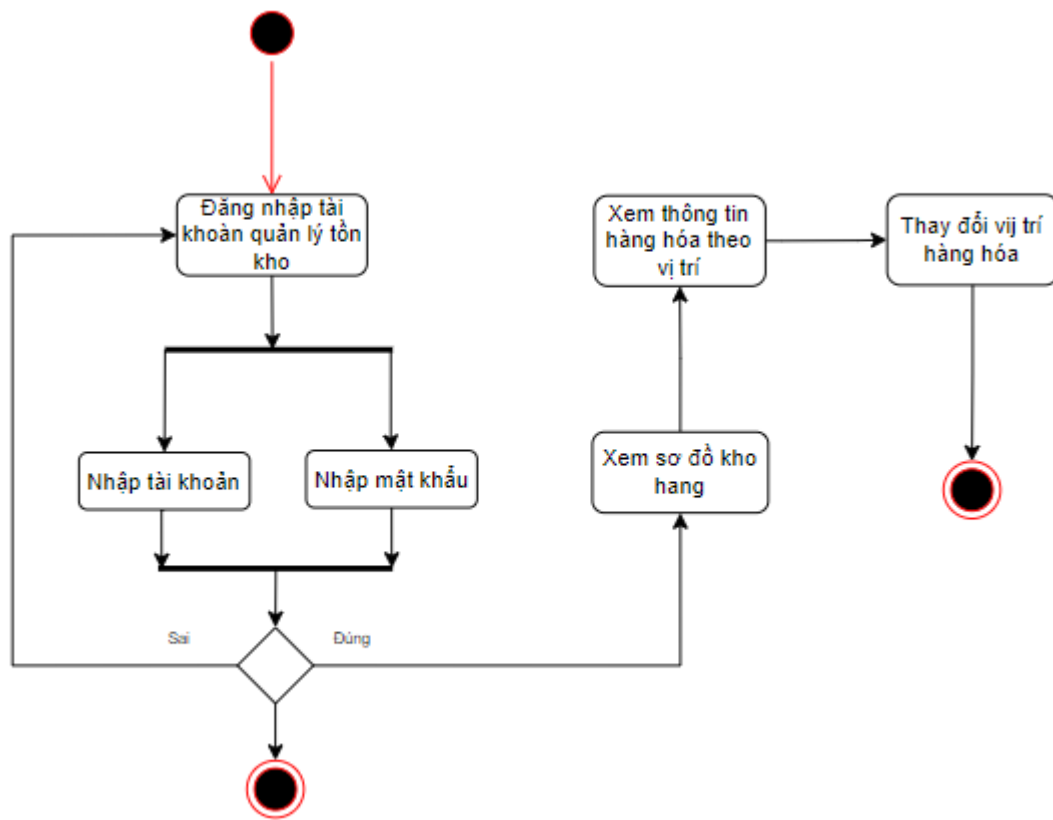 Đăng nhập tài
khoàn quản lý tồn
kho
Nhập tài khoản
Nhập mật khẩu
Sai
Đúng
Xem sơ đồ kho
hang
Xem thông tin
hàng hóa theo
vị trí
Thay đổi vij trí
hàng hóa